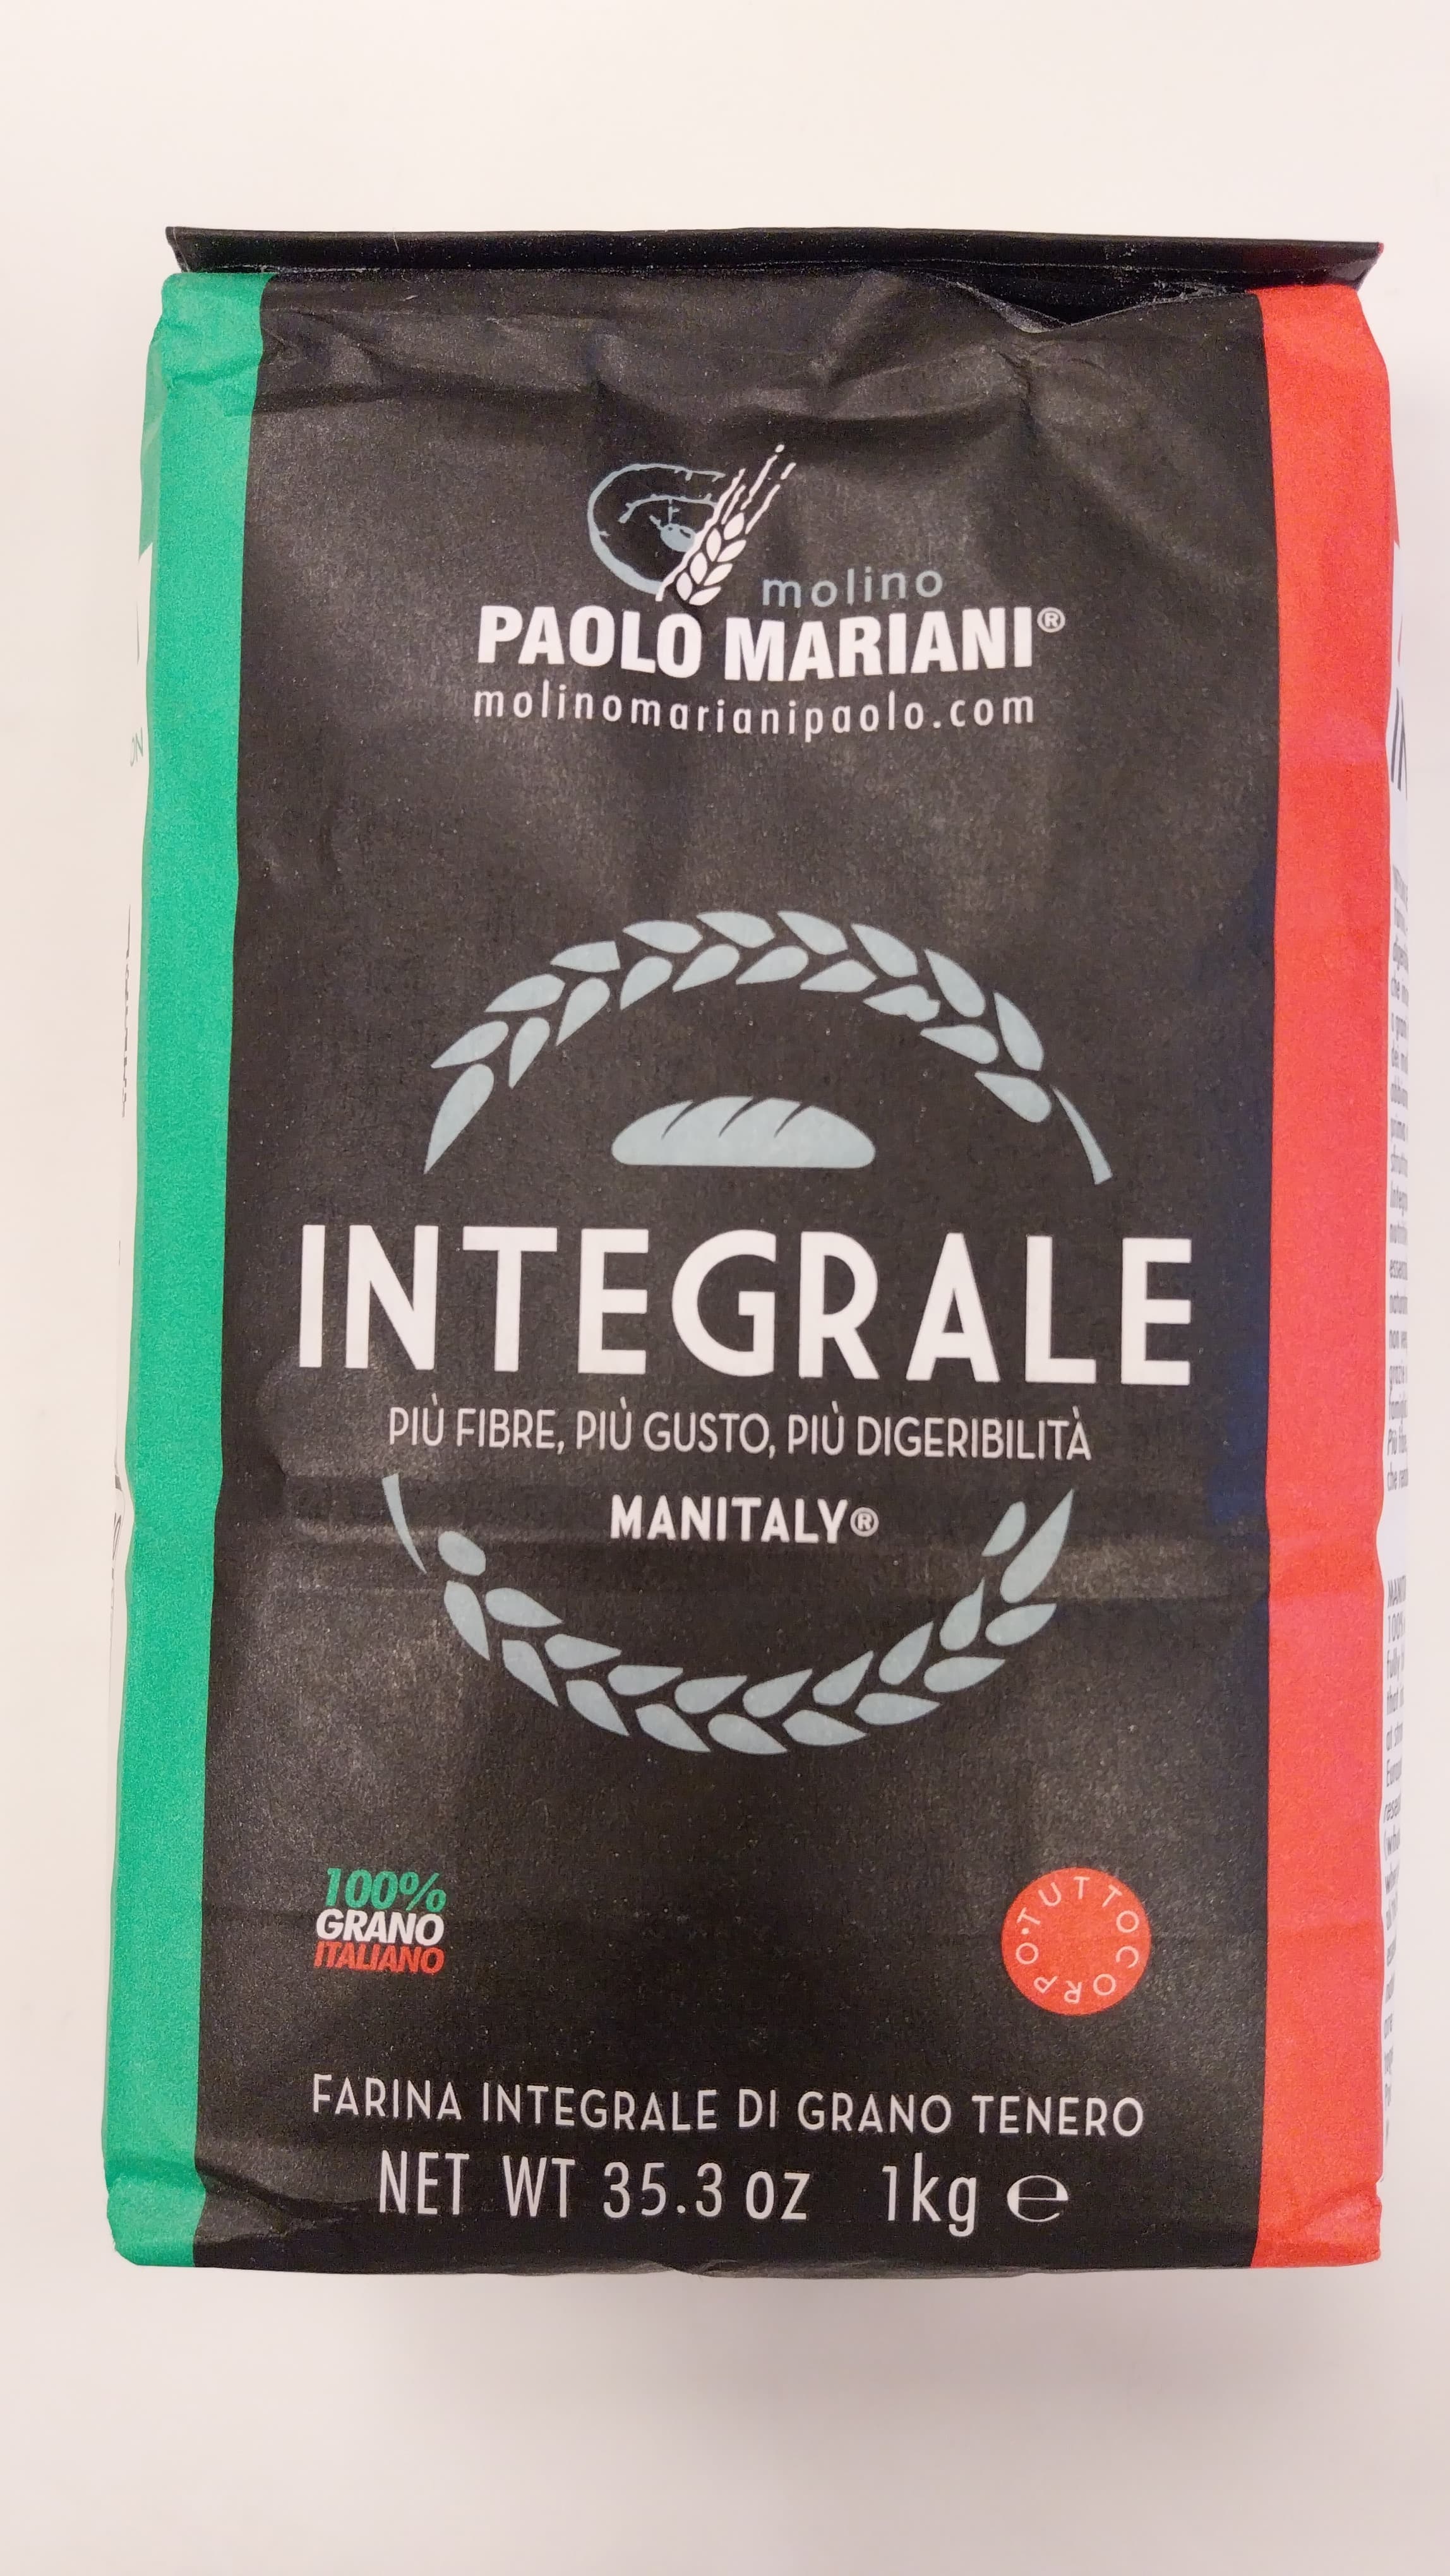 molino
PAOLO MARIANI®
molinomarianipaolo.com
INTEGRALE
PIÙ FIBRE, PIÙ GUSTO, PIÙ DIGERIBILITÀ
MANITALY®
100%
GRANO
ITALIANO
TUTTOCORPO•
FARINA INTEGRALE DI GRANO TENERO
NET WT 35.3 oz 1kg ℮